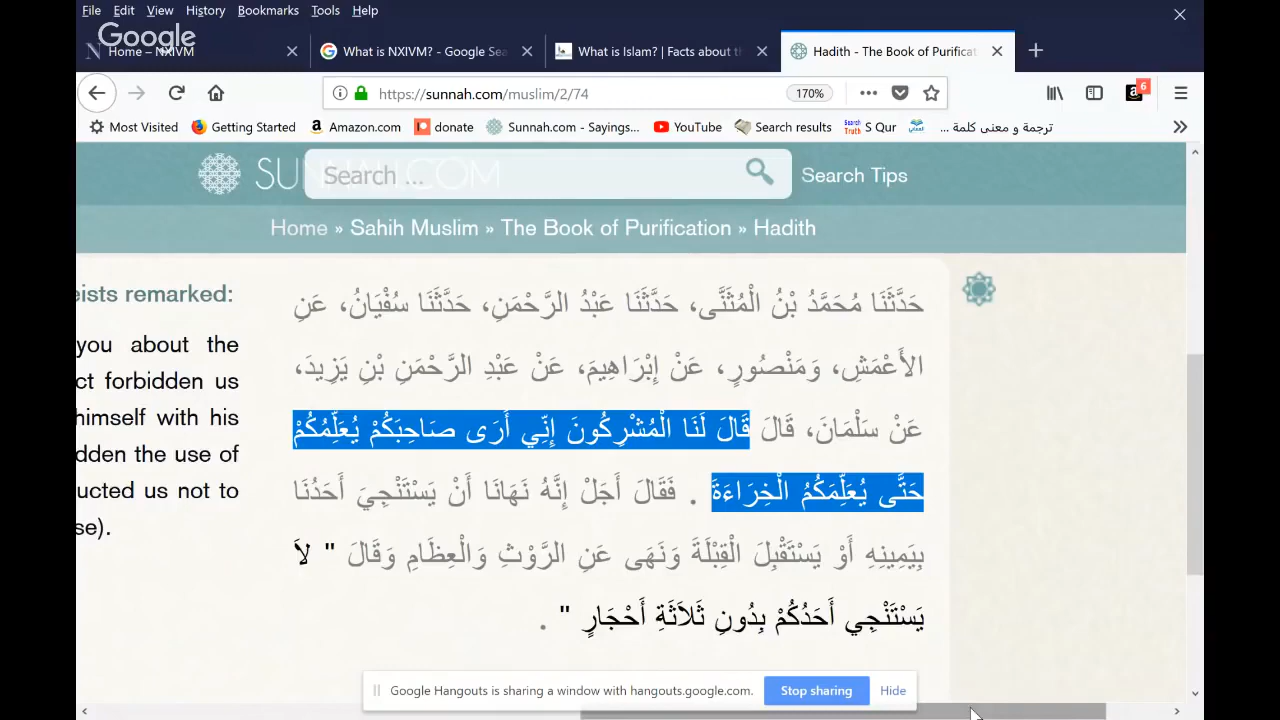 File Edit View History Bookmarks Tools Help
Google
Home – NXIVM
What is NXIVM? - Google Sea
What is Islam? | Facts about th
Hadith - The Book of Purificat
https://sunnah.com/muslim/2/74
170%
6
Most Visited Getting Started Amazon.com donate Sunnah.com - Sayings... YouTube Search results Search Truth S Qur ترجمة و معنى كلمة ...
SUNNAH.COM
Search ...
Search Tips
Home » Sahih Muslim » The Book of Purification » Hadith
eists remarked:
you about the
ct forbidden us
himself with his
dden the use of
ucted us not to
se).
حَدَّثَنَا مُحَمَّدُ بْنُ الْمُثَنَّى، حَدَّثَنَا عَبْدُ الرَّحْمَنِ، حَدَّثَنَا سُفْيَانُ، عَنِ
الأَعْمَشِ، وَمَنْصُورٍ، عَنْ إِبْرَاهِيمَ، عَنْ عَبْدِ الرَّحْمَنِ بْنِ يَزِيدَ،
عَنْ سَلْمَانَ، قَالَ قَالَ لَنَا الْمُشْرِكُونَ إِنِّي أَرَى صَاحِبَكُمْ يُعَلِّمُكُمْ
حَتَّى يُعَلِّمَكُمُ الْخِرَاءَةَ . فَقَالَ أَجَلْ إِنَّهُ نَهَانَا أَنْ يَسْتَنْجِيَ أَحَدُنَا
بِيَمِينِهِ أَوْ يَسْتَقْبِلَ الْقِبْلَةَ وَنَهَى عَنِ الرَّوْثِ وَالْعِظَامِ وَقَالَ " لاَ
يَسْتَنْجِي أَحَدُكُمْ بِدُونِ ثَلاَثَةِ أَحْجَارٍ " .
Google Hangouts is sharing a window with hangouts.google.com. Stop sharing Hide